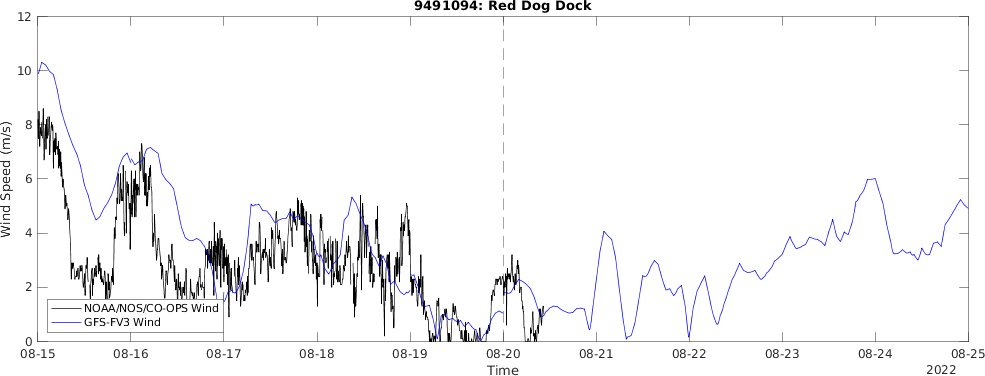 9491094: Red Dog Dock
12
10
8
6
4
2
0
Wind Speed (m/s)
NOAA/NOS/CO-OPS Wind
GFS-FV3 Wind
08-15 08-16 08-17 08-18 08-19 08-20 08-21 08-22 08-23 08-24 08-25
Time
2022